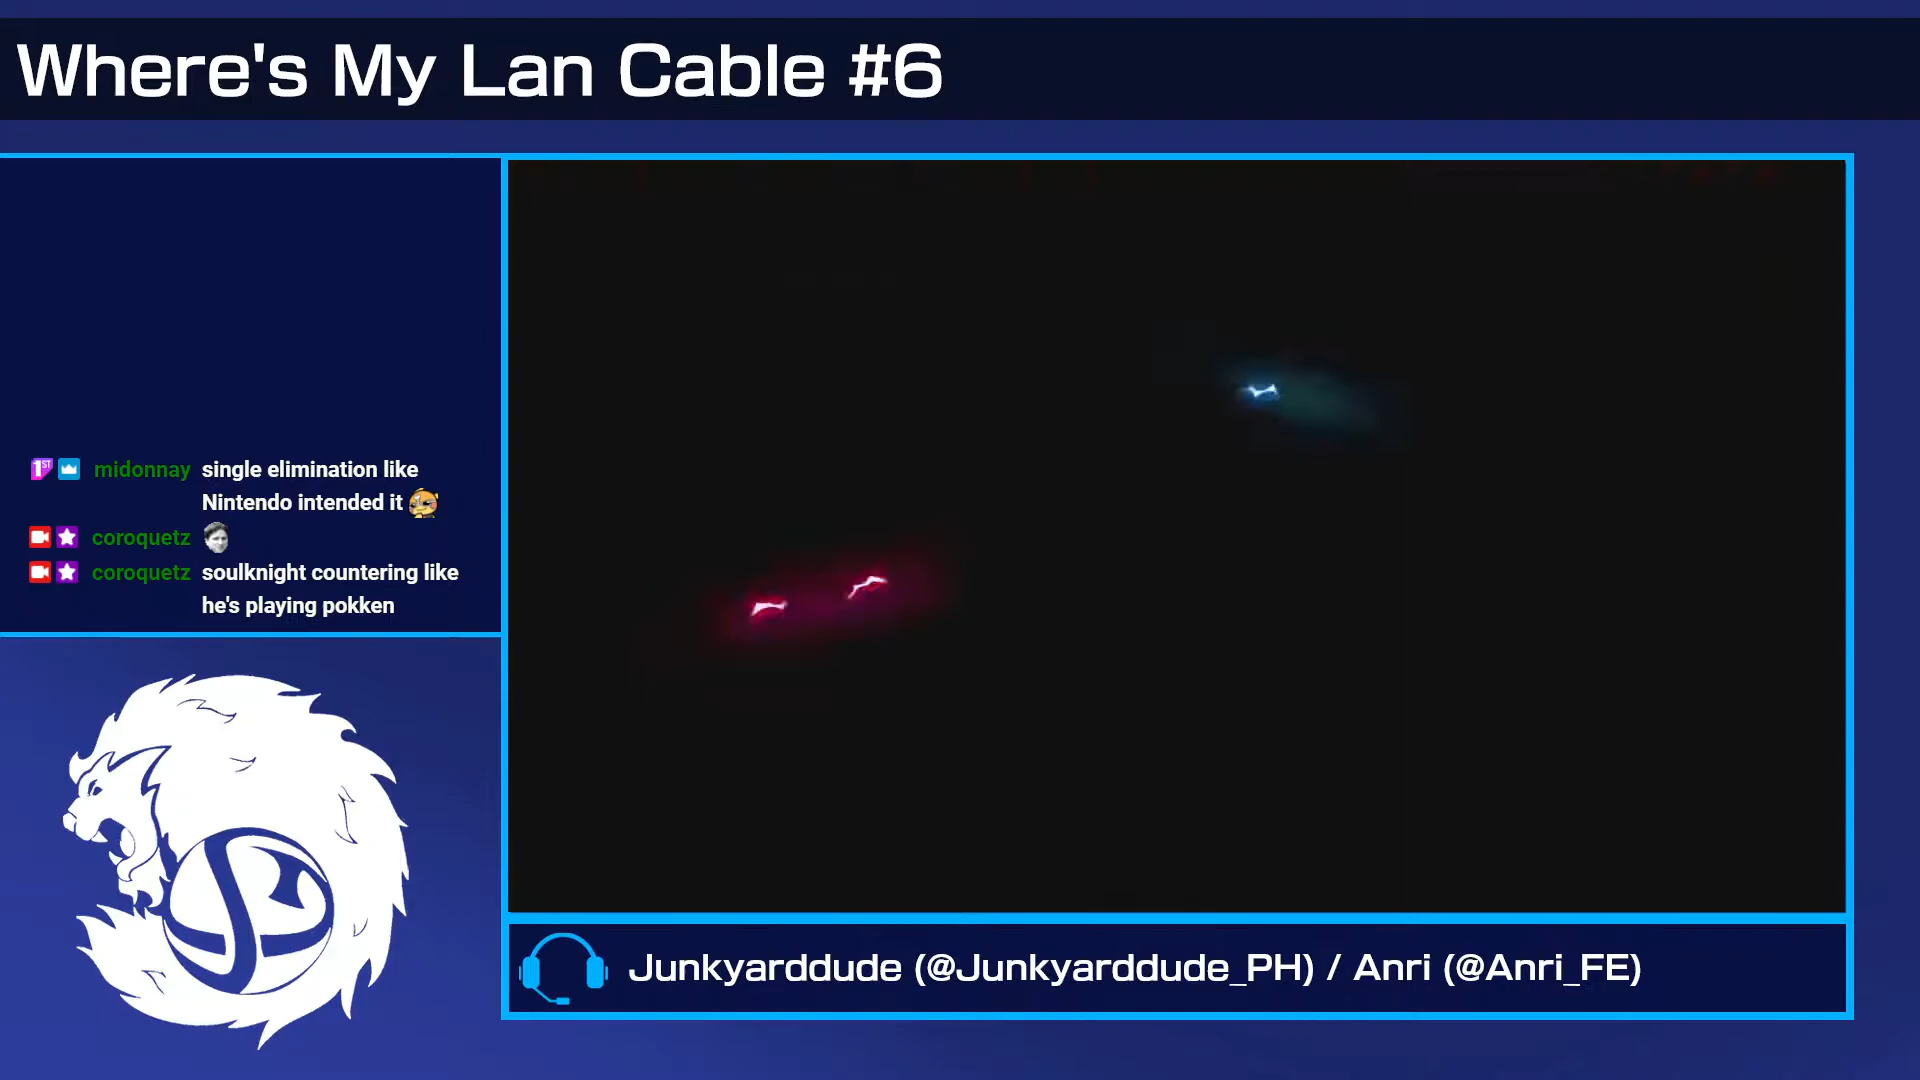 Where's My Lan Cable #6
1ST midonnay single elimination like
Nintendo intended it
coroquetz
coroquetz soulknight countering like
he's playing pokken
Junkyarddude (@Junkyarddude_PH) / Anri (@Anri_FE)